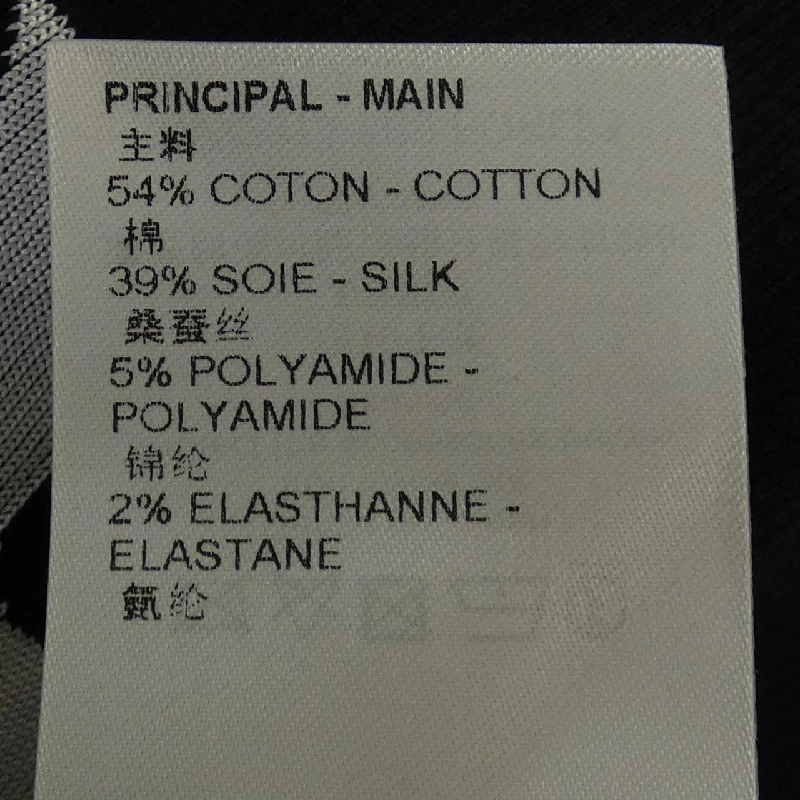 PRINCIPAL - MAIN
主料
54% COTON - COTTON
棉
39% SOIE - SILK
桑蚕丝
5% POLYAMIDE -
POLYAMIDE
锦纶
2% ELASTHANNE -
ELASTANE
氨纶